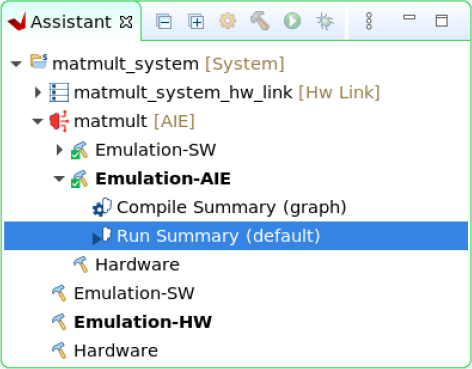 Assistant
matmult_system [System]
matmult_system_hw_link [Hw Link]
matmult [AIE]
Emulation-SW
Emulation-AIE
Compile Summary (graph)
Run Summary (default)
Hardware
Emulation-SW
Emulation-HW
Hardware